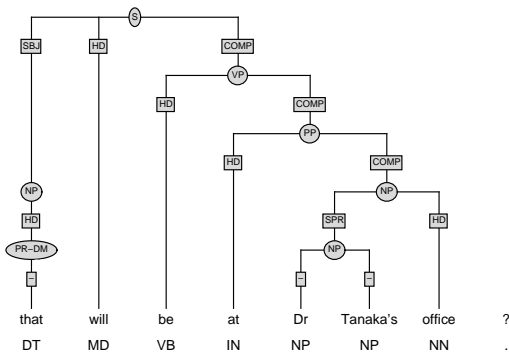 S
SBJ HD COMP
VP
HD COMP
PP
HD COMP
NP NP
HD SPR HD
PR−DM NP
− − −
that will be at Dr Tanaka's office ?
DT MD VB IN NP NP NN .